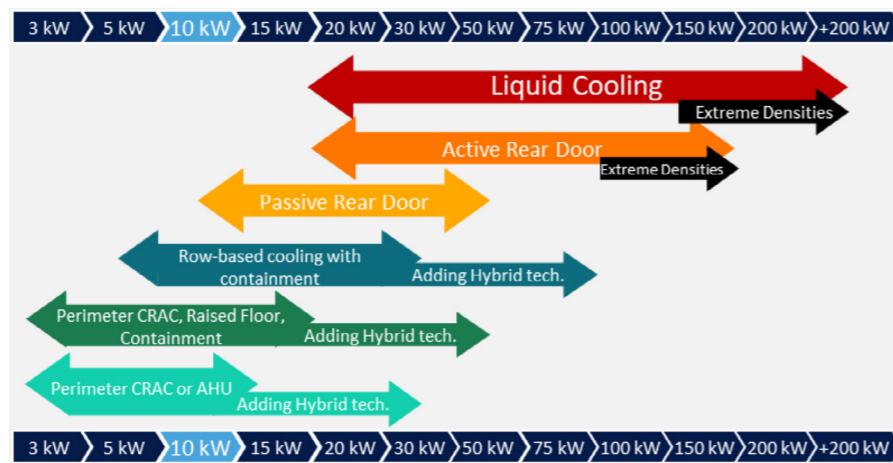 3 kW 5 kW 10 kW 15 kW 20 kW 30 kW 50 kW 75 kW 100 kW 150 kW 200 kW +200 kW
Liquid Cooling
Extreme Densities
Active Rear Door
Extreme Densities
Passive Rear Door
Row-based cooling with
containment
Adding Hybrid tech.
Perimeter CRAC, Raised Floor,
Containment
Adding Hybrid tech.
Perimeter CRAC or AHU
Adding Hybrid tech.
3 kW 5 kW 10 kW 15 kW 20 kW 30 kW 50 kW 75 kW 100 kW 150 kW 200 kW +200 kW